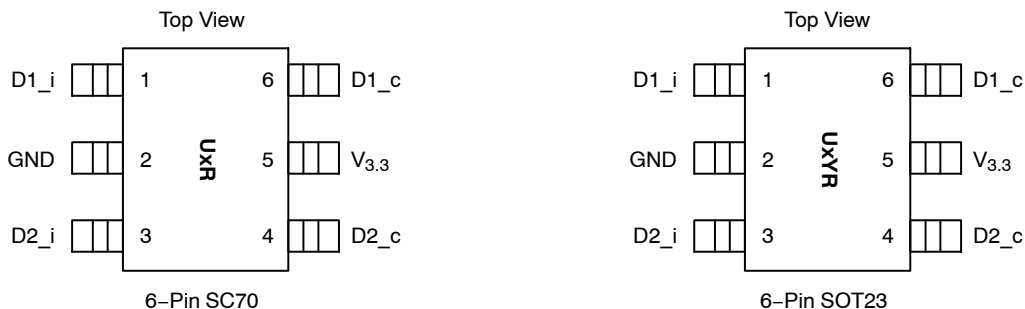 Top View
D1_i 1 6 D1_c
GND 2 UxR 5 V3.3
D2_i 3 4 D2_c
6−Pin SC70
Top View
D1_i 1 6 D1_c
GND 2 UxYR 5 V3.3
D2_i 3 4 D2_c
6−Pin SOT23